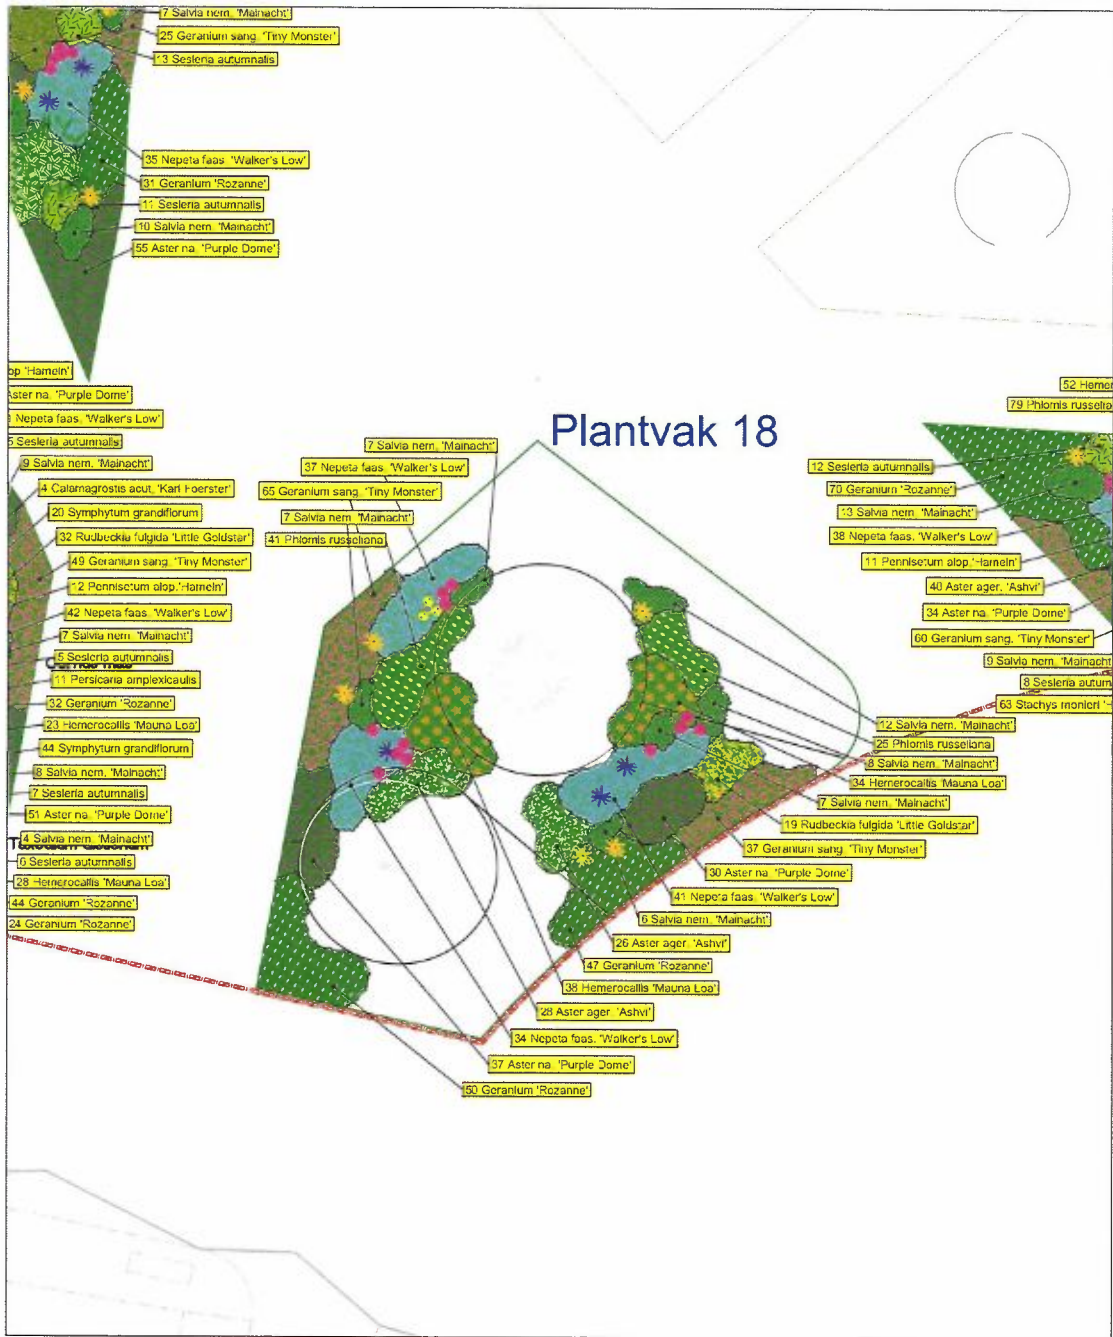 7 Salvia nem. 'Mainacht'
25 Geranium sang. 'Tiny Monster'
13 Sesleria autumnalis
35 Nepeta faas. 'Walker's Low'
31 Geranium 'Rozanne'
11 Sesleria autumnalis
10 Salvia nem. 'Mainacht'
55 Aster na. 'Purple Dome'
op 'Hameln'
Aster na. 'Purple Dome'
Nepeta faas. 'Walker's Low'
5 Sesleria autumnalis
9 Salvia nem. 'Mainacht'
4 Calamagrostis acut. 'Karl Foerster'
20 Symphytum grandiflorum
32 Rudbeckia fulgida 'Little Goldstar'
49 Geranium sang. 'Tiny Monster'
12 Pennisetum alop.'Hameln'
42 Nepeta faas. 'Walker's Low'
7 Salvia nem. 'Mainacht'
5 Sesleria autumnalis
11 Persicaria amplexicaulis
32 Geranium 'Rozanne'
23 Hemerocallis 'Mauna Loa'
44 Symphytum grandiflorum
8 Salvia nem. 'Mainacht'
7 Sesleria autumnalis
51 Aster na. 'Purple Dome'
4 Salvia nem. 'Mainacht'
6 Sesleria autumnalis
28 Hemerocallis 'Mauna Loa'
44 Geranium 'Rozanne'
24 Geranium 'Rozanne'
Plantvak 18
7 Salvia nem. 'Mainacht'
37 Nepeta faas. 'Walker's Low'
65 Geranium sang. 'Tiny Monster'
7 Salvia nem. 'Mainacht'
41 Phlomis russeliana
12 Salvia nem. 'Mainacht'
25 Phlomis russeliana
8 Salvia nem. 'Mainacht'
34 Hemerocallis 'Mauna Loa'
7 Salvia nem. 'Mainacht'
19 Rudbeckia fulgida 'Little Goldstar'
37 Geranium sang. 'Tiny Monster'
30 Aster na. 'Purple Dome'
41 Nepeta faas. 'Walker's Low'
6 Salvia nem. 'Mainacht'
26 Aster ager. 'Ashvi'
47 Geranium 'Rozanne'
38 Hemerocallis 'Mauna Loa'
28 Aster ager. 'Ashvi'
34 Nepeta faas. 'Walker's Low'
37 Aster na. 'Purple Dome'
50 Geranium 'Rozanne'
52 Hemer
79 Phlomis russelia
12 Sesleria autumnalis
70 Geranium 'Rozanne'
13 Salvia nem. 'Mainacht'
38 Nepeta faas. 'Walker's Low'
11 Pennisetum alop.'Hameln'
40 Aster ager. 'Ashvi'
34 Aster na. 'Purple Dome'
60 Geranium sang. 'Tiny Monster'
9 Salvia nem. 'Mainacht'
8 Sesleria autum
63 Stachys monieri 'H